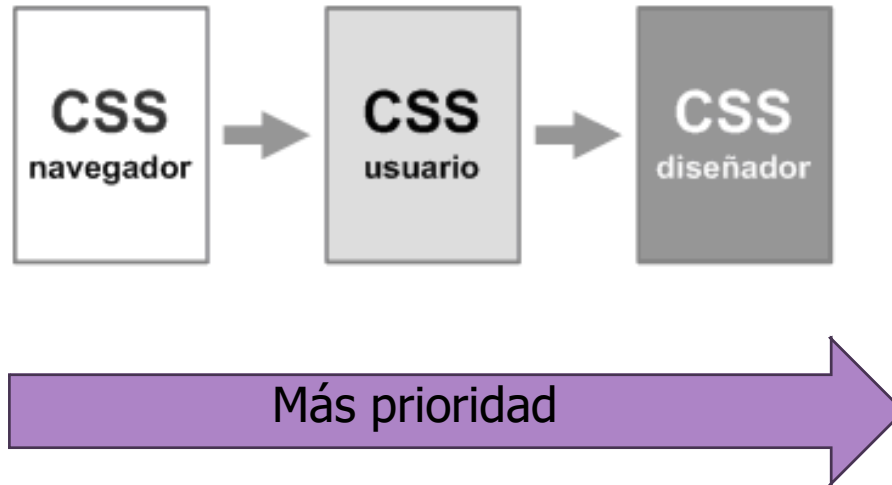 CSS
navegador
CSS
usuario
CSS
diseñador
Más prioridad